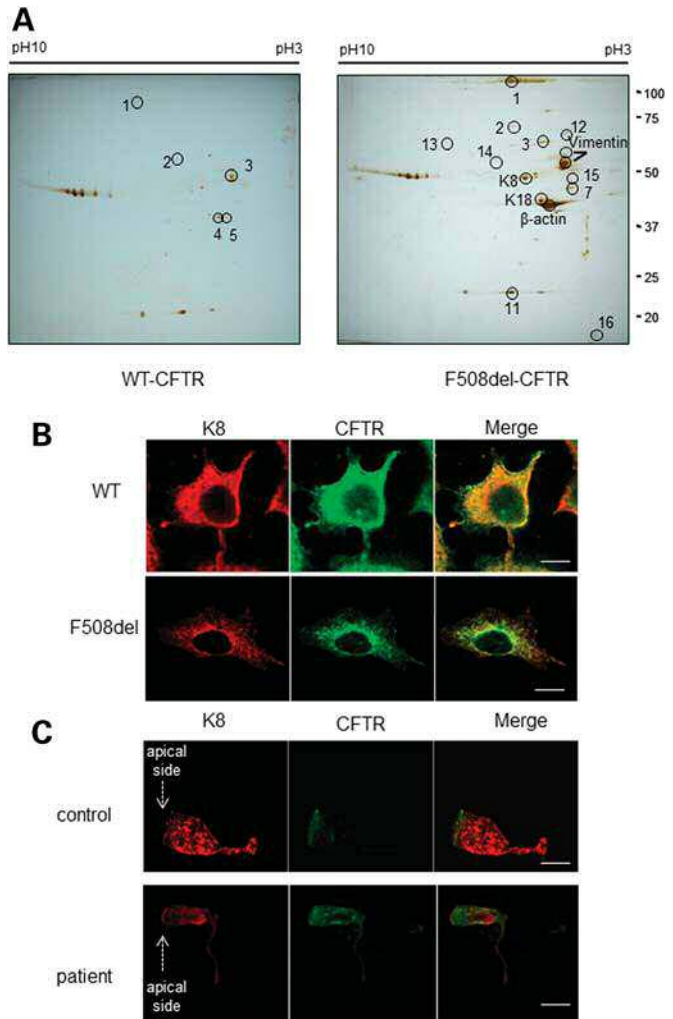 A
pH10 pH3 pH10 pH3
1 2 3 4 5
1 2 3 12 13 14 Vimentin
K8 15 7
K18
β-actin
11
16
100
75
50
37
25
20
WT-CFTR F508del-CFTR
B
K8 CFTR Merge
WT
F508del
C
K8 CFTR Merge
apical
side
control
patient
apical
side